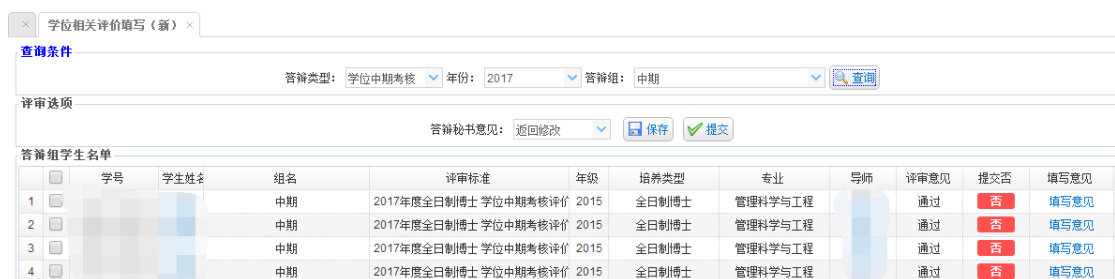 学位相关评价填写（新）
查询条件
答辩类型： 学位中期考核 年份： 2017 答辩组： 中期 查询
评审选项
答辩秘书意见： 返回修改 保存 提交
答辩组学生名单
学号 学生姓名 组名 评审标准 年级 培养类型 专业 导师 评审意见 提交否 填写意见
1 中期 2017年度全日制博士 学位中期考核评价 2015 全日制博士 管理科学与工程 通过 否 填写意见
2 中期 2017年度全日制博士 学位中期考核评价 2015 全日制博士 管理科学与工程 通过 否 填写意见
3 中期 2017年度全日制博士 学位中期考核评价 2015 全日制博士 管理科学与工程 通过 否 填写意见
4 中期 2017年度全日制博士 学位中期考核评价 2015 全日制博士 管理科学与工程 通过 否 填写意见